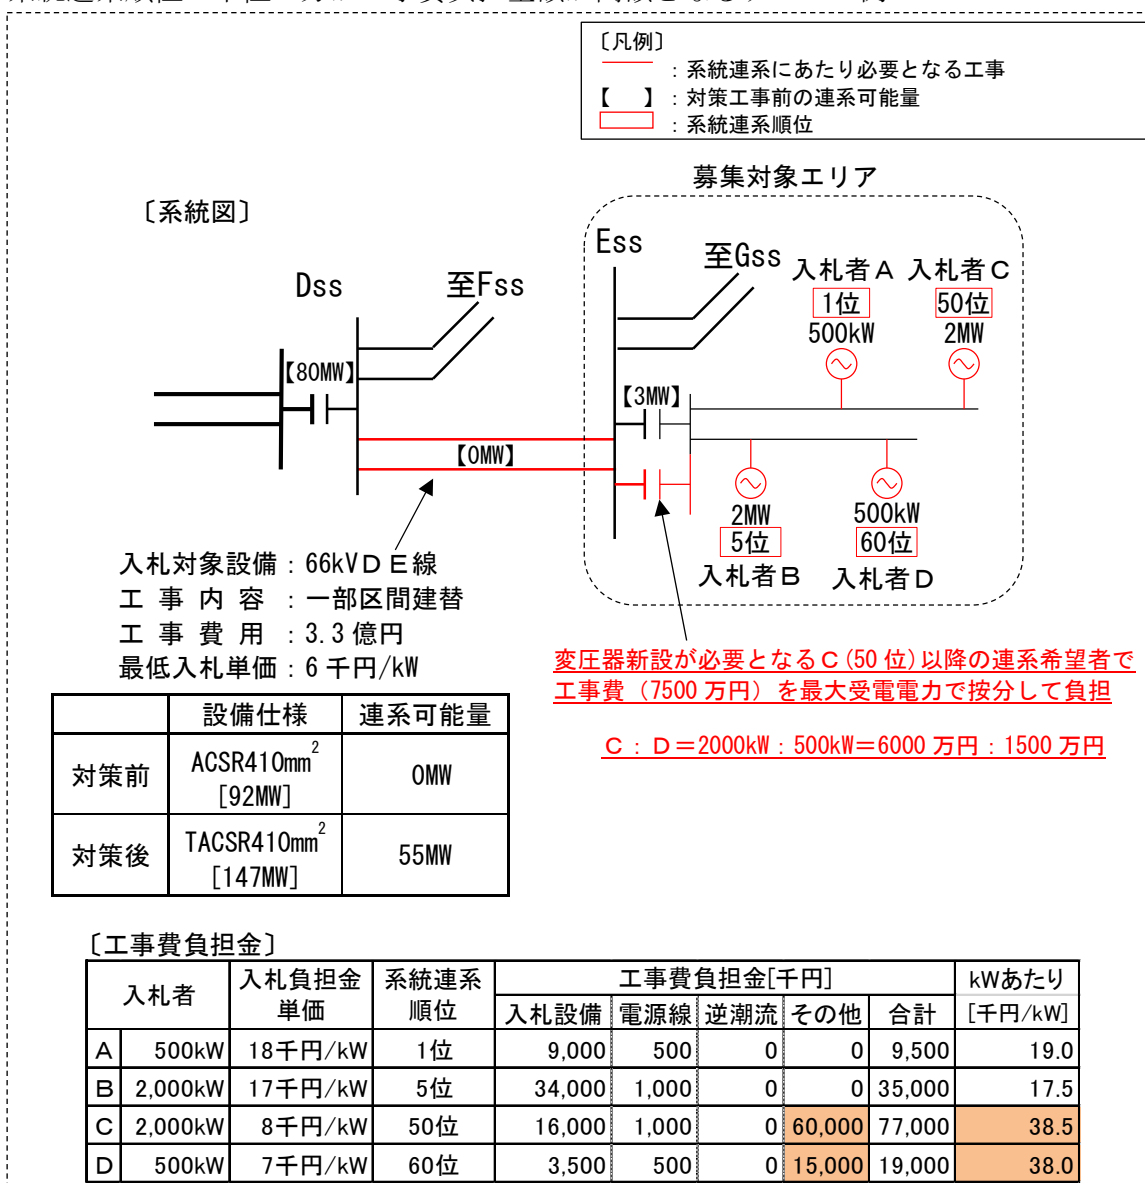 〔凡例〕
：系統連系にあたり必要となる工事
【　】：対策工事前の連系可能量
：系統連系順位
募集対象エリア
〔系統図〕
Dss
至Fss
Ess
至Gss
入札者A
入札者C
1位
50位
500kW
2MW
【80MW】
【3MW】
【0MW】
2MW
500kW
5位
60位
入札者B
入札者D
入札対象設備：66kVＤＥ線
工事内容：一部区間建替
工事費用：3.3億円
最低入札単価：6千円/kW
変圧器新設が必要となるC(50位)以降の連系希望者で
工事費（7500万円）を最大受電電力で按分して負担
C：D＝2000kW：500kW＝6000万円：1500万円
設備仕様 連系可能量
対策前 ACSR410mm² [92MW] 0MW
対策後 TACSR410mm² [147MW] 55MW
〔工事費負担金〕
入札者 入札負担金単価 系統連系順位 工事費負担金[千円] kWあたり[千円/kW]
入札設備 電源線 逆潮流 その他 合計
A 500kW 18千円/kW 1位 9,000 500 0 0 9,500 19.0
B 2,000kW 17千円/kW 5位 34,000 1,000 0 0 35,000 17.5
C 2,000kW 8千円/kW 50位 16,000 1,000 0 60,000 77,000 38.5
D 500kW 7千円/kW 60位 3,500 500 0 15,000 19,000 38.0